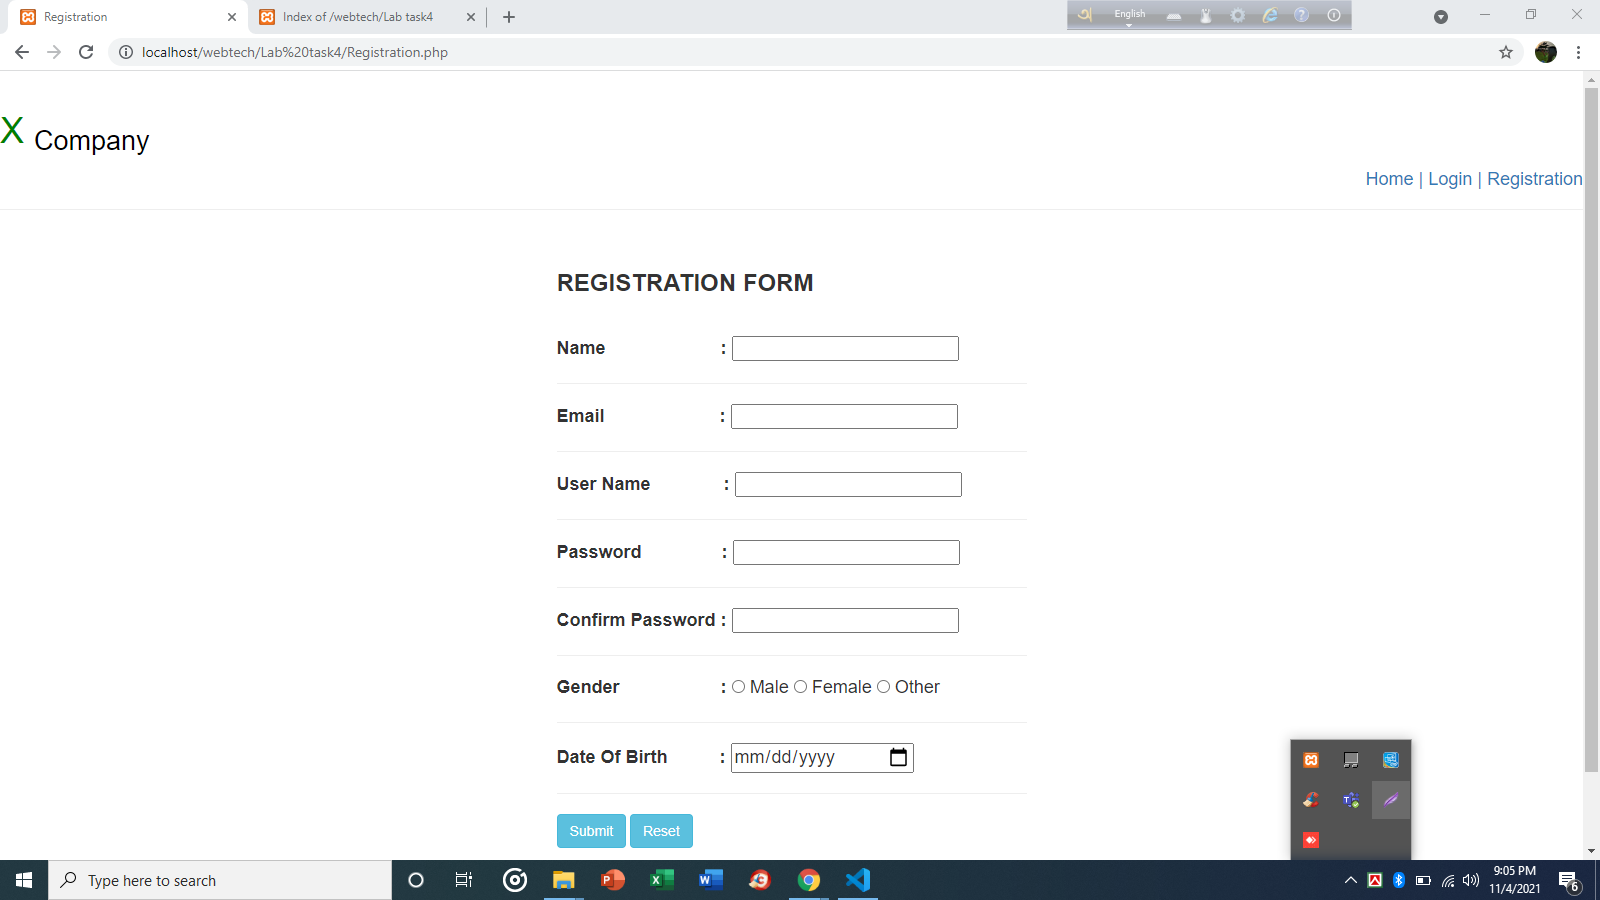 Registration
Index of /webtech/Lab task4
English
localhost/webtech/Lab%20task4/Registration.php
X Company
Home | Login | Registration
REGISTRATION FORM
Name :
Email :
User Name :
Password :
Confirm Password :
Gender : Male Female Other
Date Of Birth : mm/dd/yyyy
Submit Reset
Type here to search
9:05 PM
11/4/2021
6